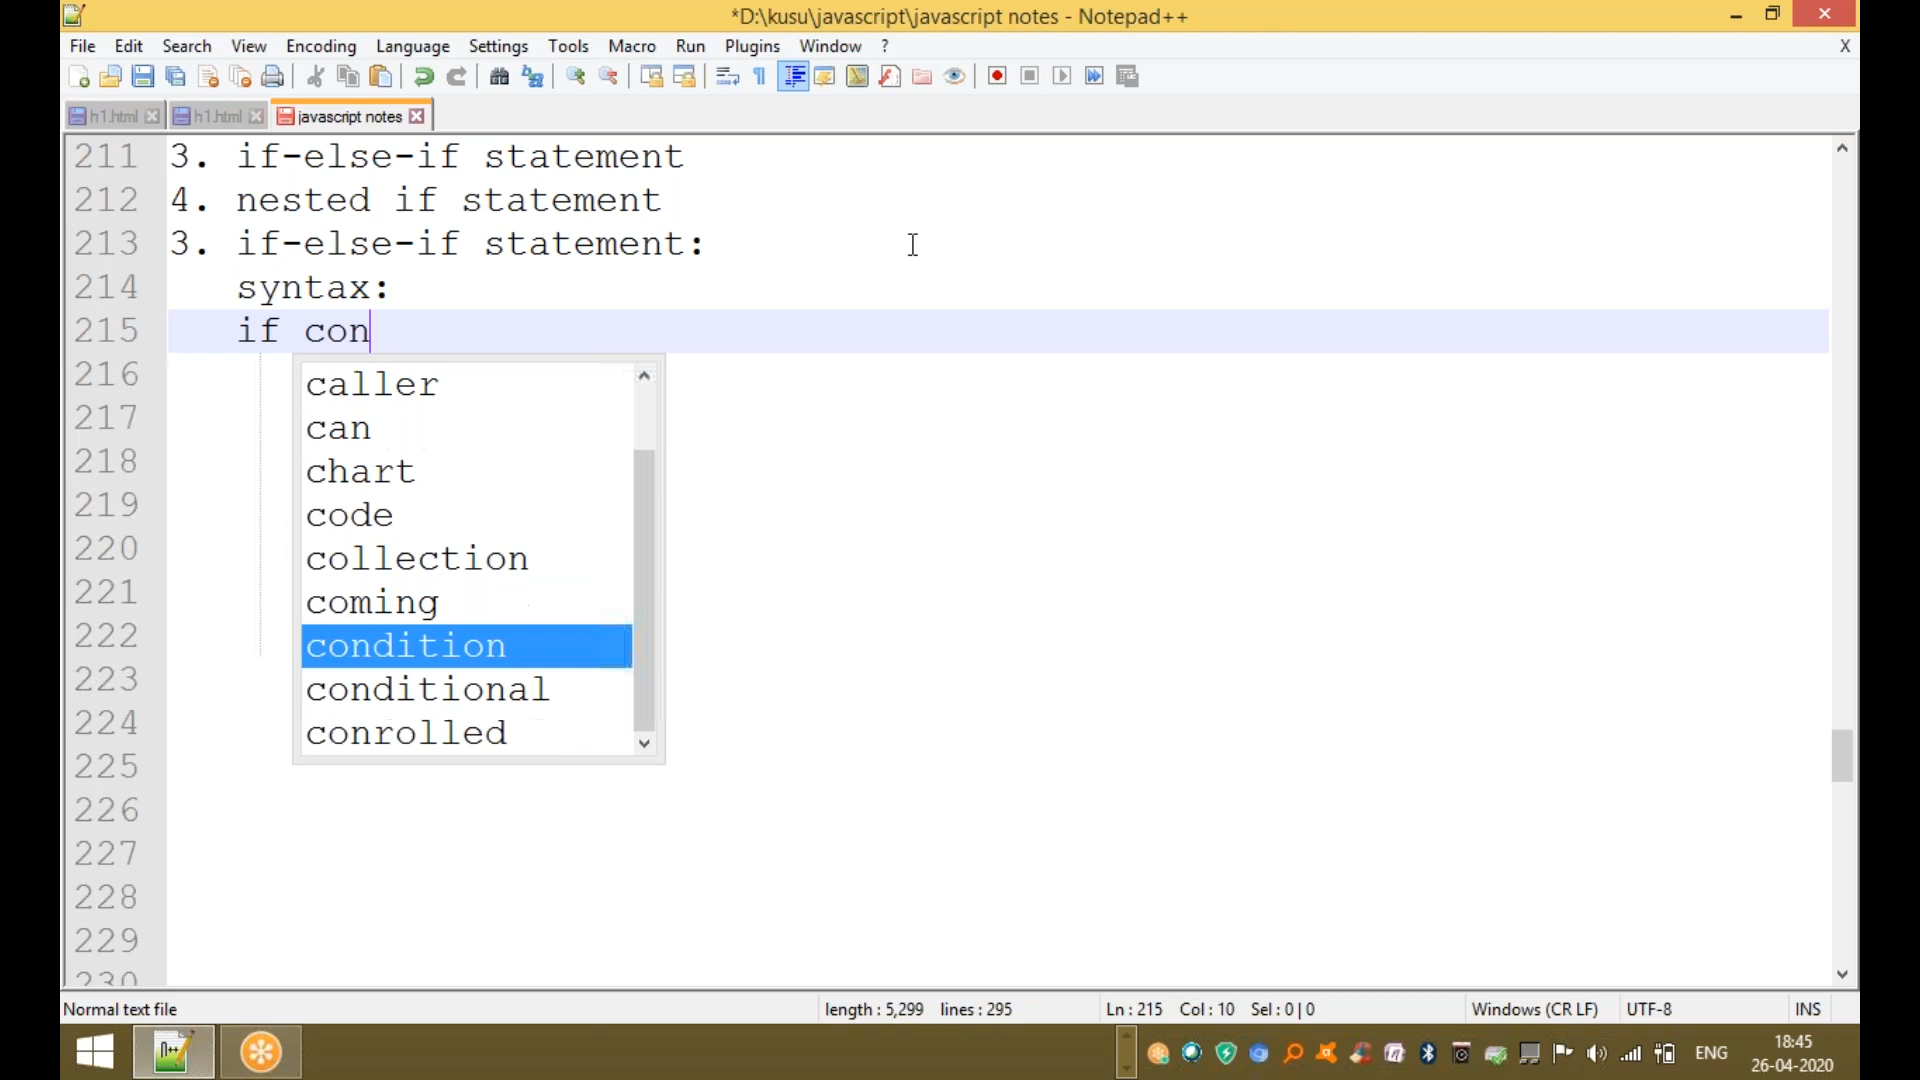 *D:\kusu\javascript\javascript notes - Notepad++
File Edit Search View Encoding Language Settings Tools Macro Run Plugins Window ? X
h1.html h1.html javascript notes
211 3. if-else-if statement
212 4. nested if statement
213 3. if-else-if statement:
214 syntax:
215 if con
216
caller
217
can
218
chart
219
code
220
collection
221
coming
222
condition
223
conditional
224
conrolled
225
226
227
228
229
230
Normal text file length : 5,299 lines : 295 Ln : 215 Col : 10 Sel : 0 | 0 Windows (CR LF) UTF-8 INS
ENG 18:45
26-04-2020